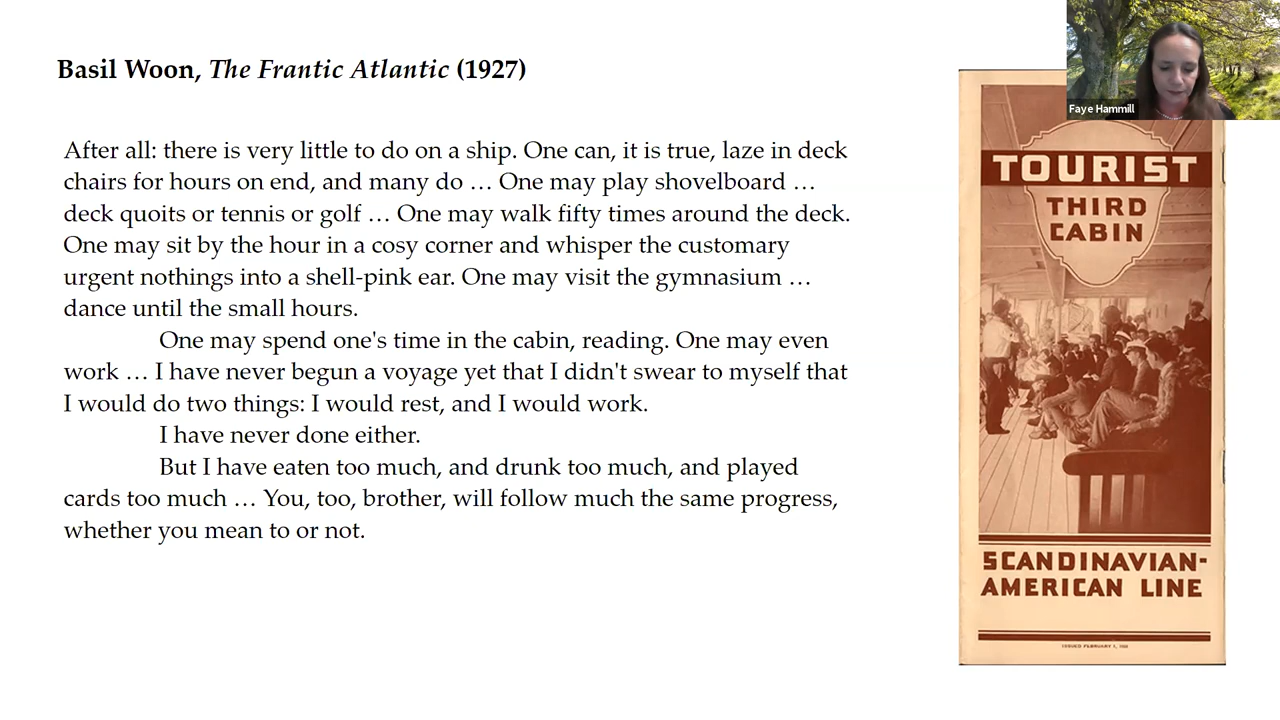 Basil Woon, The Frantic Atlantic (1927)
After all: there is very little to do on a ship. One can, it is true, laze in deck
chairs for hours on end, and many do … One may play shovelboard …
deck quoits or tennis or golf … One may walk fifty times around the deck.
One may sit by the hour in a cosy corner and whisper the customary
urgent nothings into a shell-pink ear. One may visit the gymnasium …
dance until the small hours.
One may spend one's time in the cabin, reading. One may even
work … I have never begun a voyage yet that I didn't swear to myself that
I would do two things: I would rest, and I would work.
I have never done either.
But I have eaten too much, and drunk too much, and played
cards too much … You, too, brother, will follow much the same progress,
whether you mean to or not.
Faye Hammill
TOURIST
THIRD
CABIN
SCANDINAVIAN-
AMERICAN LINE
ISSUED FEBRUARY 1,